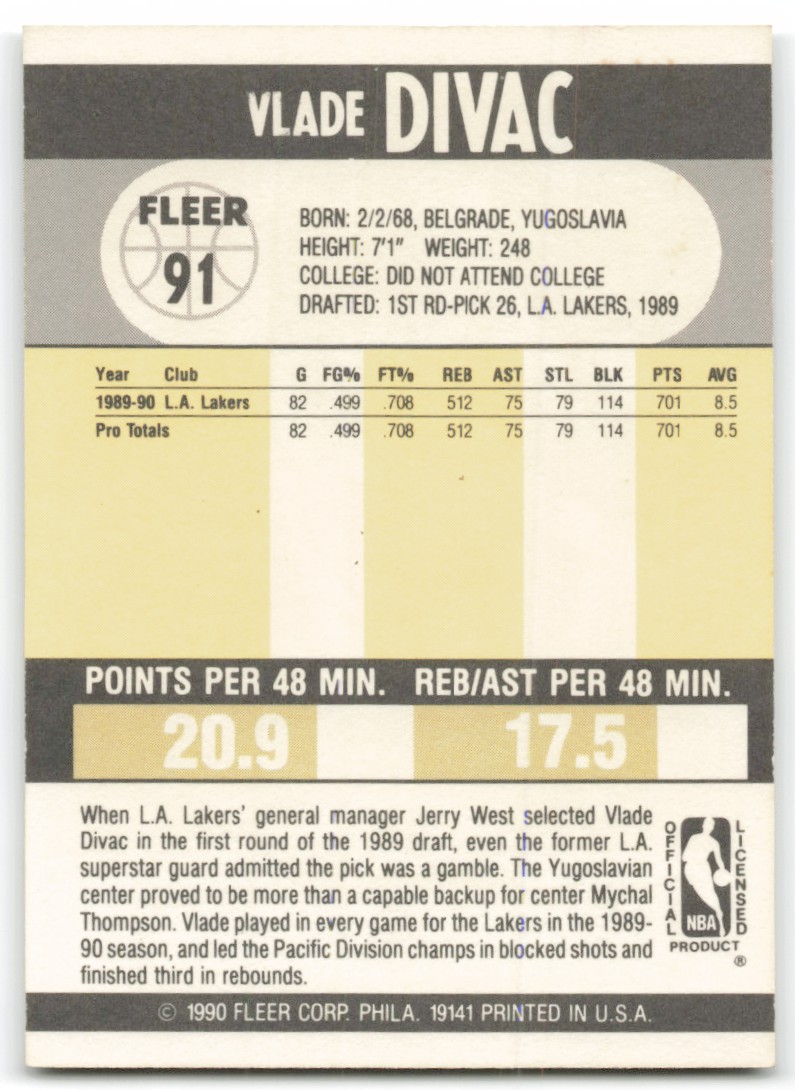 VLADE DIVAC
FLEER
91
BORN: 2/2/68, BELGRADE, YUGOSLAVIA
HEIGHT: 7'1" WEIGHT: 248
COLLEGE: DID NOT ATTEND COLLEGE
DRAFTED: 1ST RD-PICK 26, L.A. LAKERS, 1989
Year Club G FG% FT% REB AST STL BLK PTS AVG
1989-90 L.A. Lakers 82 .499 .708 512 75 79 114 701 8.5
Pro Totals 82 .499 .708 512 75 79 114 701 8.5
POINTS PER 48 MIN. REB/AST PER 48 MIN.
20.9 17.5
When L.A. Lakers' general manager Jerry West selected Vlade
Divac in the first round of the 1989 draft, even the former L.A.
superstar guard admitted the pick was a gamble. The Yugoslavian
center proved to be more than a capable backup for center Mychal
Thompson. Vlade played in every game for the Lakers in the 1989-
90 season, and led the Pacific Division champs in blocked shots and
finished third in rebounds.
OFFICIAL
NBA
LICENSED
PRODUCT
®
© 1990 FLEER CORP. PHILA. 19141 PRINTED IN U.S.A.